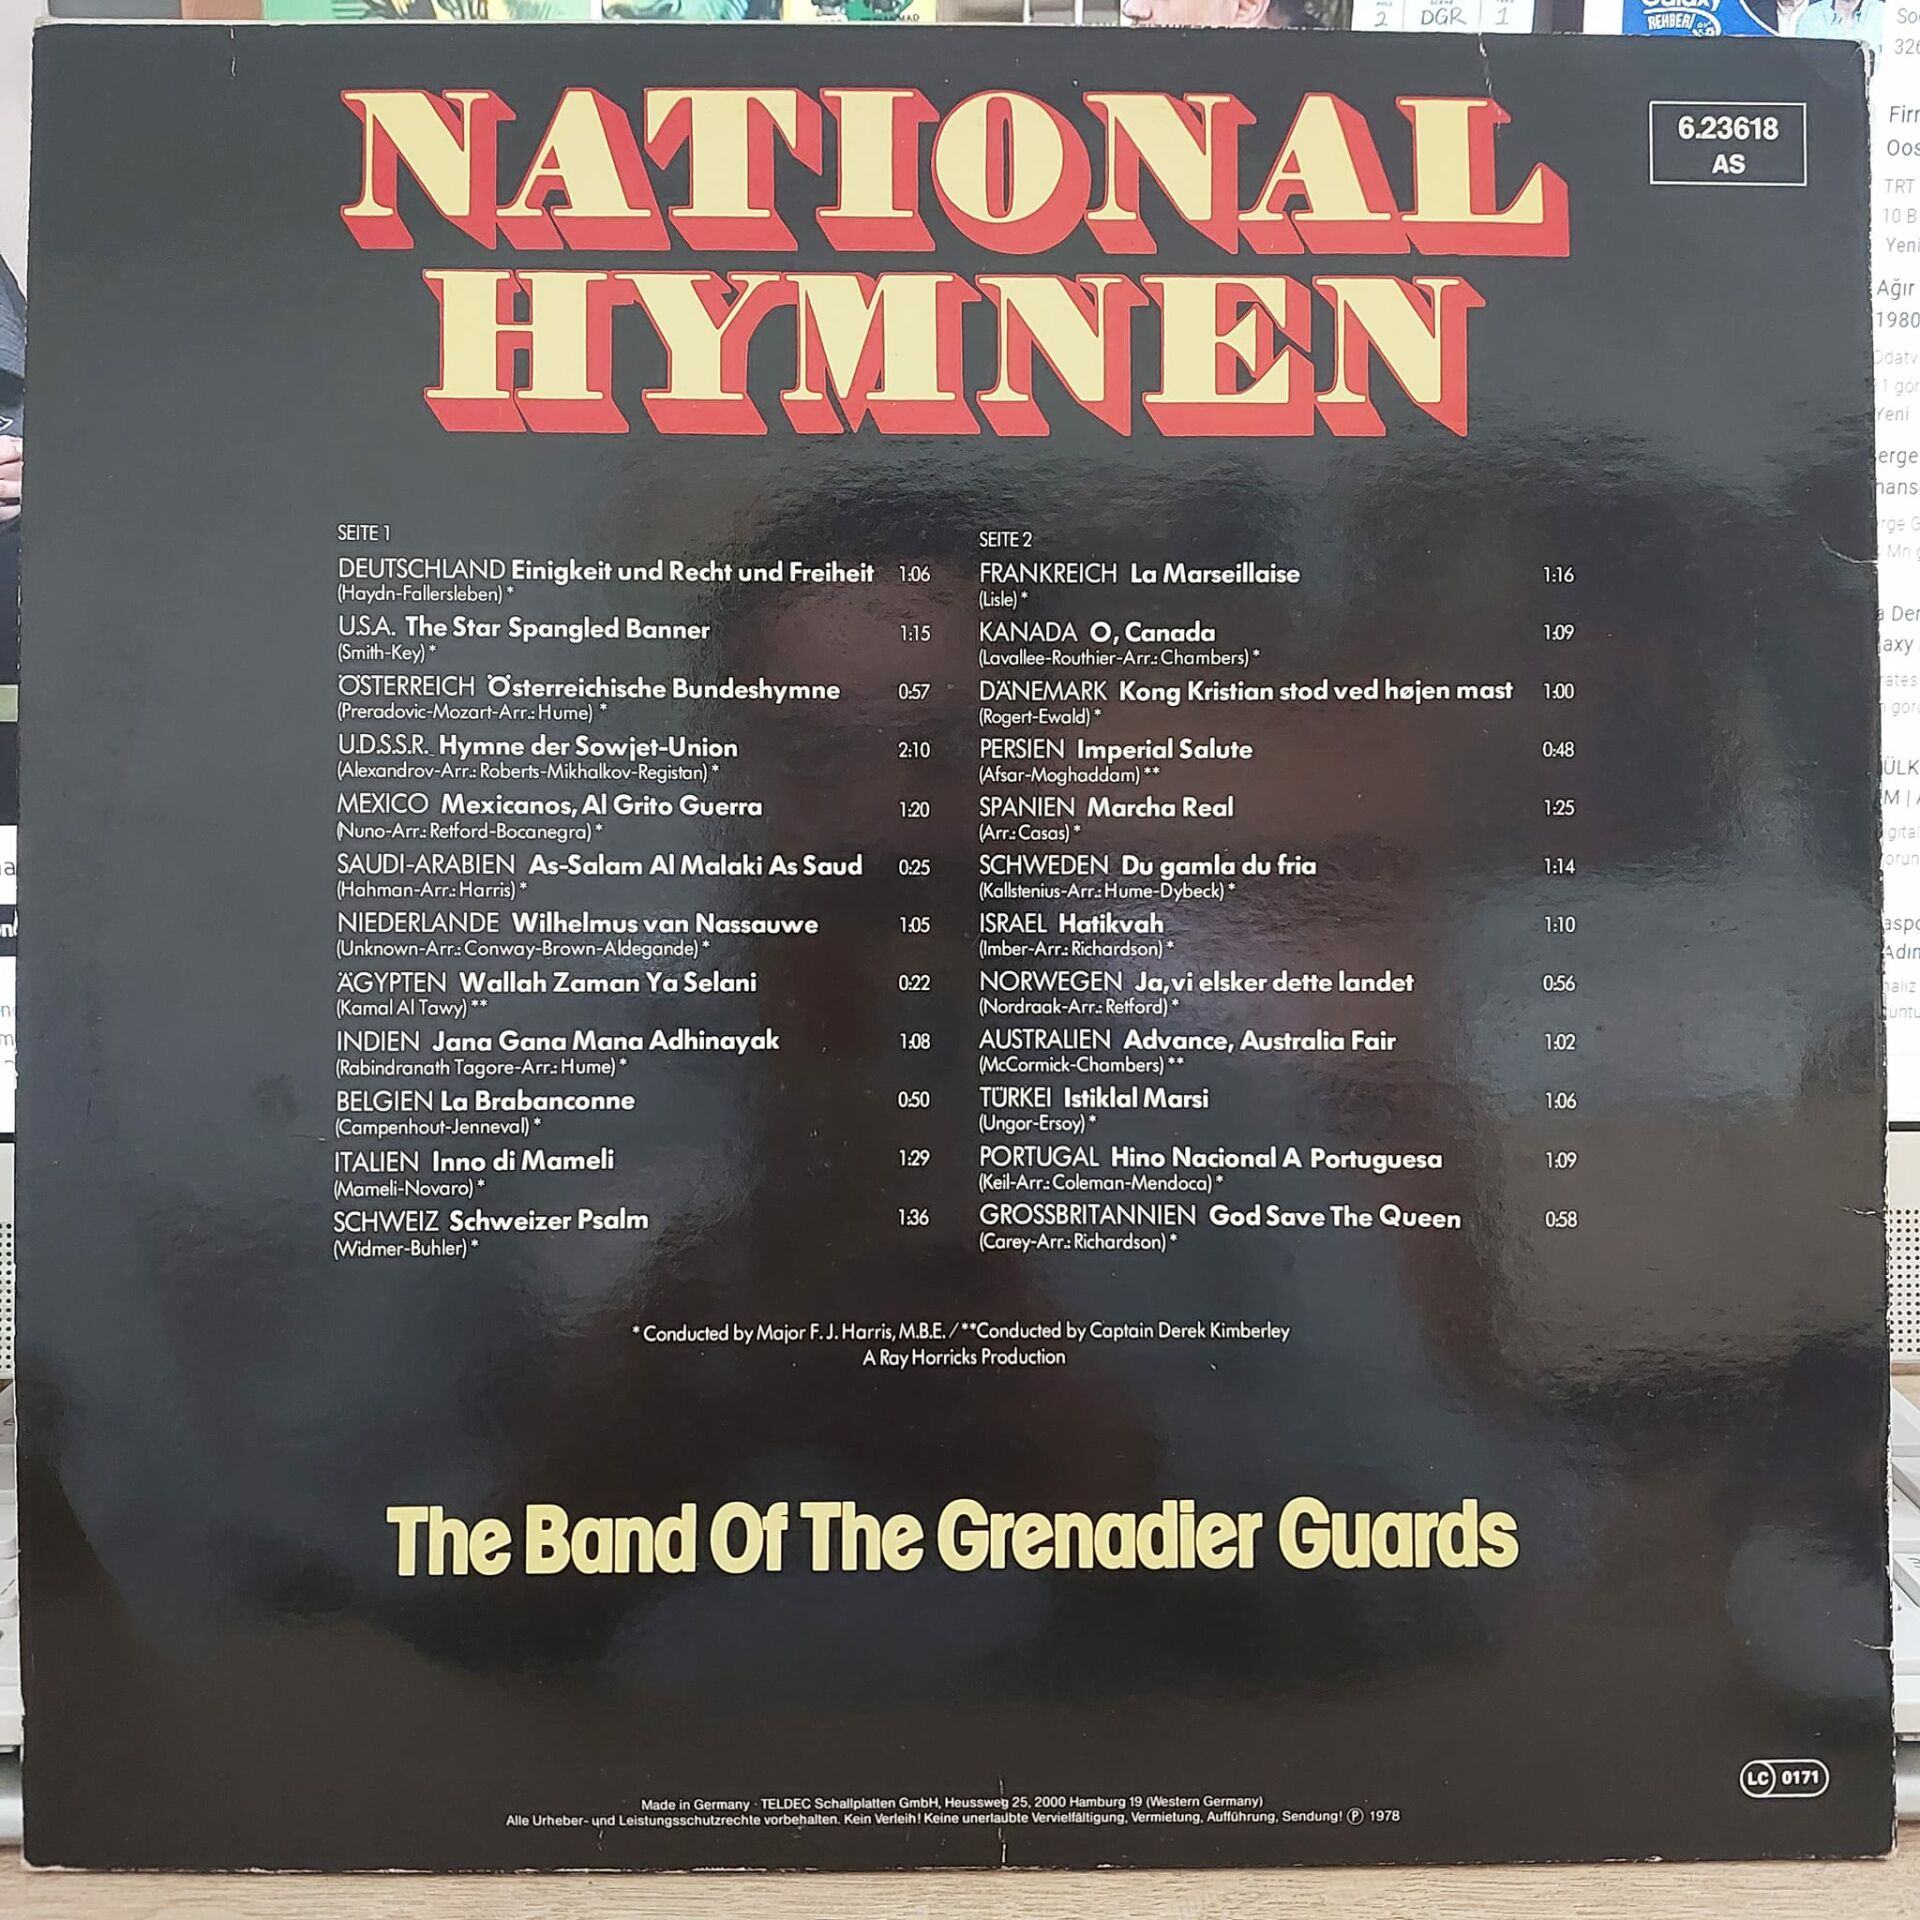 NATIONAL
HYMNEN
6.23618
AS
SEITE 1
DEUTSCHLAND Einigkeit und Recht und Freiheit 1:06
(Haydn-Fallersleben) *
U.S.A. The Star Spangled Banner 1:15
(Smith-Key) *
ÖSTERREICH Österreichische Bundeshymne 0:57
(Preradovic-Mozart-Arr.: Hume) *
U.D.S.S.R. Hymne der Sowjet-Union 2:10
(Alexandrov-Arr.: Roberts-Mikhalkov-Registan) *
MEXICO Mexicanos, Al Grito Guerra 1:20
(Nuno-Arr.: Retford-Bocanegra) *
SAUDI-ARABIEN As-Salam Al Malaki As Saud 0:25
(Hahman-Arr.: Harris) *
NIEDERLANDE Wilhelmus van Nassauwe 1:05
(Unknown-Arr.: Conway-Brown-Aldegande) *
ÄGYPTEN Wallah Zaman Ya Selani 0:22
(Kamal Al Tawy) **
INDIEN Jana Gana Mana Adhinayak 1:08
(Rabindranath Tagore-Arr.: Hume) *
BELGIEN La Brabanconne 0:50
(Campenhout-Jenneval) *
ITALIEN Inno di Mameli 1:29
(Mameli-Novaro) *
SCHWEIZ Schweizer Psalm 1:36
(Widmer-Buhler) *
SEITE 2
FRANKREICH La Marseillaise 1:16
(Lisle) *
KANADA O, Canada 1:09
(Lavallee-Routhier-Arr.: Chambers) *
DÄNEMARK Kong Kristian stod ved højen mast 1:00
(Rogert-Ewald) *
PERSIEN Imperial Salute 0:48
(Afsar-Moghaddam) **
SPANIEN Marcha Real 1:25
(Arr.: Casas) *
SCHWEDEN Du gamla du fria 1:14
(Kallstenius-Arr.: Hume-Dybeck) *
ISRAEL Hatikvah 1:10
(Imber-Arr.: Richardson) *
NORWEGEN Ja, vi elsker dette landet 0:56
(Nordraak-Arr.: Retford) *
AUSTRALIEN Advance, Australia Fair 1:02
(McCormick-Chambers) **
TÜRKEI Istiklal Marsi 1:06
(Ungor-Ersoy) *
PORTUGAL Hino Nacional A Portuguesa 1:09
(Keil-Arr.: Coleman-Mendoca) *
GROSSBRITANNIEN God Save The Queen 0:58
(Carey-Arr.: Richardson) *
* Conducted by Major F. J. Harris, M.B.E. / **Conducted by Captain Derek Kimberley
A Ray Horricks Production
The Band Of The Grenadier Guards
LC 0171
Made in Germany · TELDEC Schallplatten GmbH, Heussweg 25, 2000 Hamburg 19 (Western Germany)
Alle Urheber- und Leistungsschutzrechte vorbehalten. Kein Verleih! Keine unerlaubte Vervielfältigung, Vermietung, Aufführung, Sendung! Ⓟ 1978
2 DGR 1
REHBERİ
TRT
Yeni
Ağır
1980
Yeni